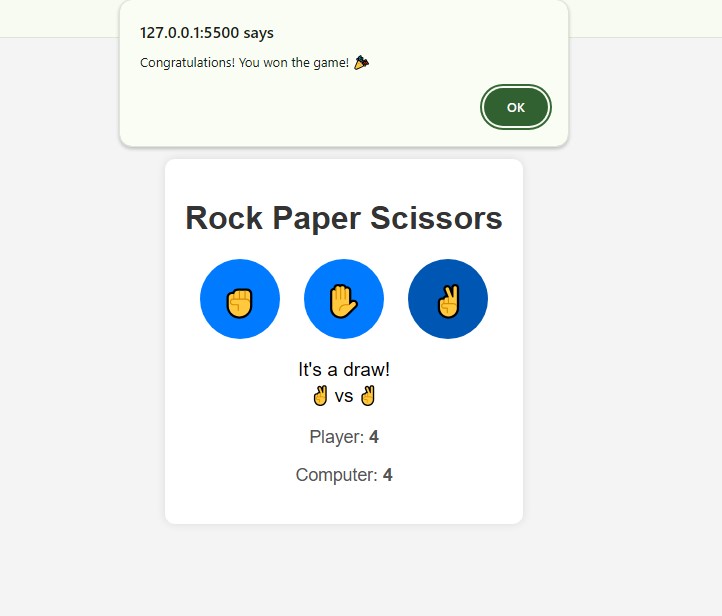 127.0.0.1:5500 says
Congratulations! You won the game! 🎉
OK
Rock Paper Scissors
✊ ✋ ✌
It's a draw!
✌ vs ✌
Player: 4
Computer: 4